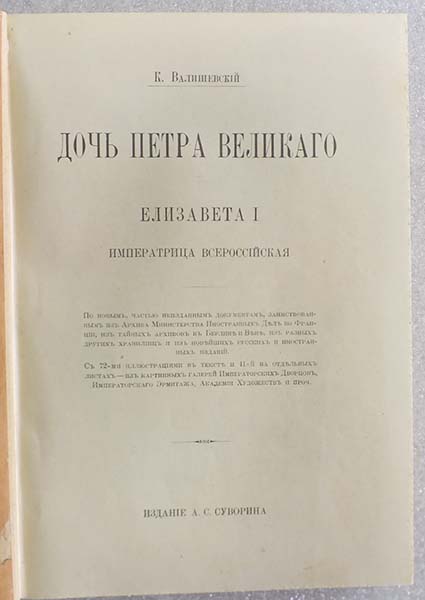 К. Валишевскій
ДОЧЬ ПЕТРА ВЕЛИКАГО
ЕЛИЗАВЕТА I
ИМПЕРАТРИЦА ВСЕРОССІЙСКАЯ
По новымъ, частью неизданнымъ документамъ, заимствован-
нымъ изъ Архива Министерства Иностранныхъ Дѣлъ во Фран-
ціи, изъ тайныхъ архивовъ въ Берлинѣ и Вѣнѣ, изъ разныхъ
другихъ хранилищъ и изъ новѣйшихъ русскихъ и иностран-
ныхъ изданій.
Съ 72-мя иллюстраціями въ текстѣ и 11-й на отдѣльныхъ
листахъ—изъ картинныхъ галерей Императорскихъ Дворцовъ,
Императорскаго Эрмитажа, Академіи Художествъ и проч.
ИЗДАНІЕ А. С. СУВОРИНА